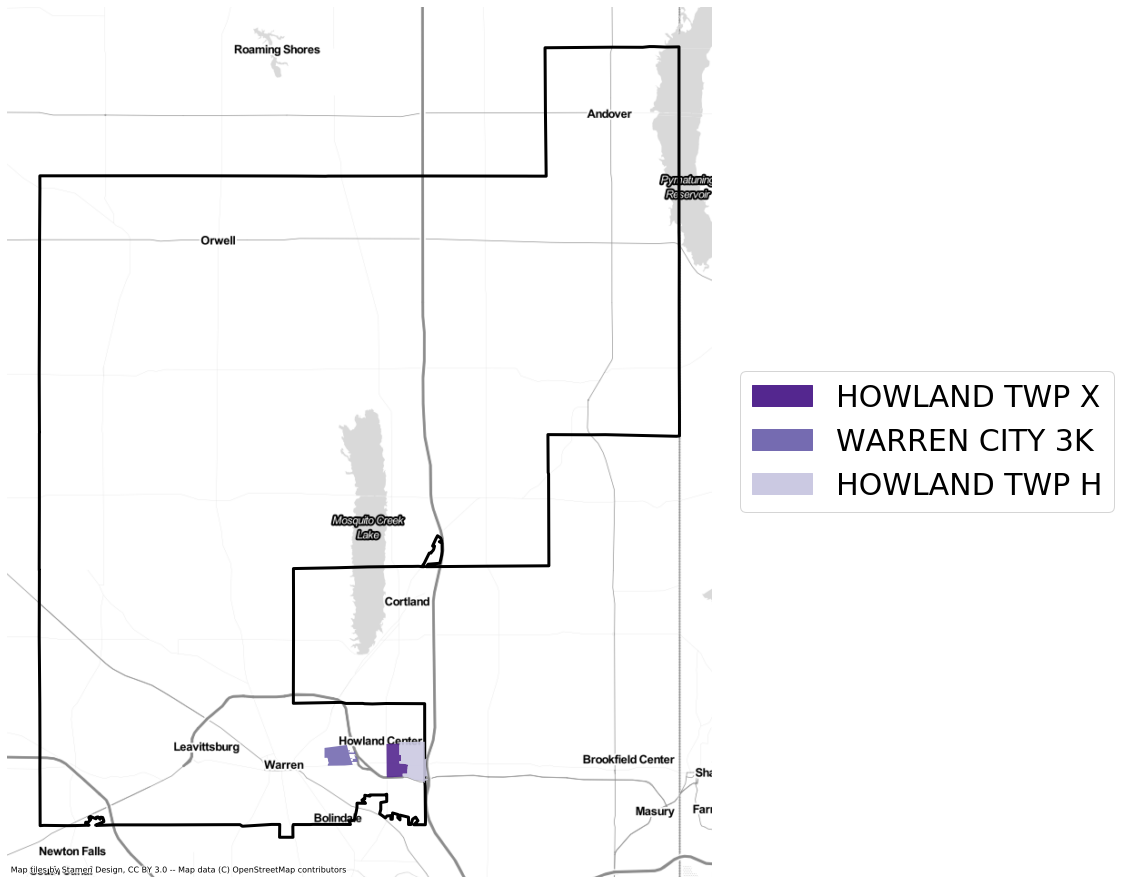 Roaming Shores
Andover
Pymatuning
Reservoir
Orwell
HOWLAND TWP X
WARREN CITY 3K
HOWLAND TWP H
Mosquito Creek
Lake
Cortland
Howland Center
Leavittsburg
Warren
Brookfield Center
Sha
Masury
Farr
Bolindale
Newton Falls
Map tiles by Stamen Design, CC BY 3.0 -- Map data (C) OpenStreetMap contributors